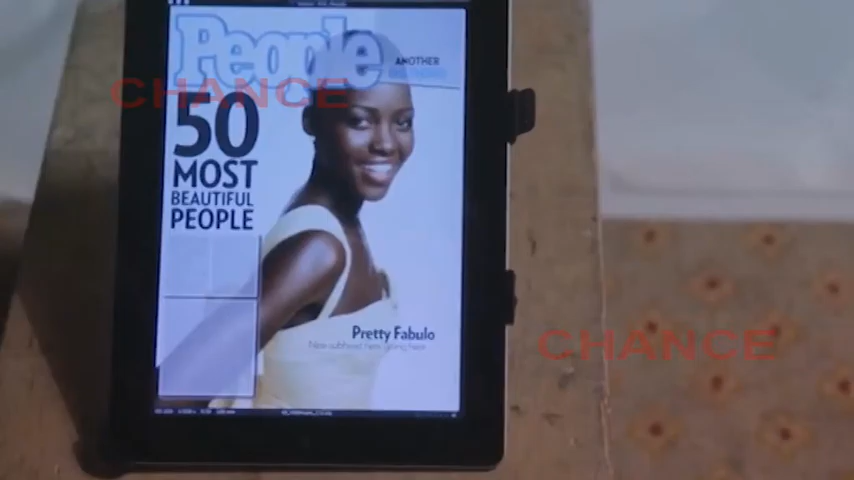 People
ANOTHER
CHANCE
50
MOST
BEAUTIFUL
PEOPLE
Pretty Fabulo
CHANCE